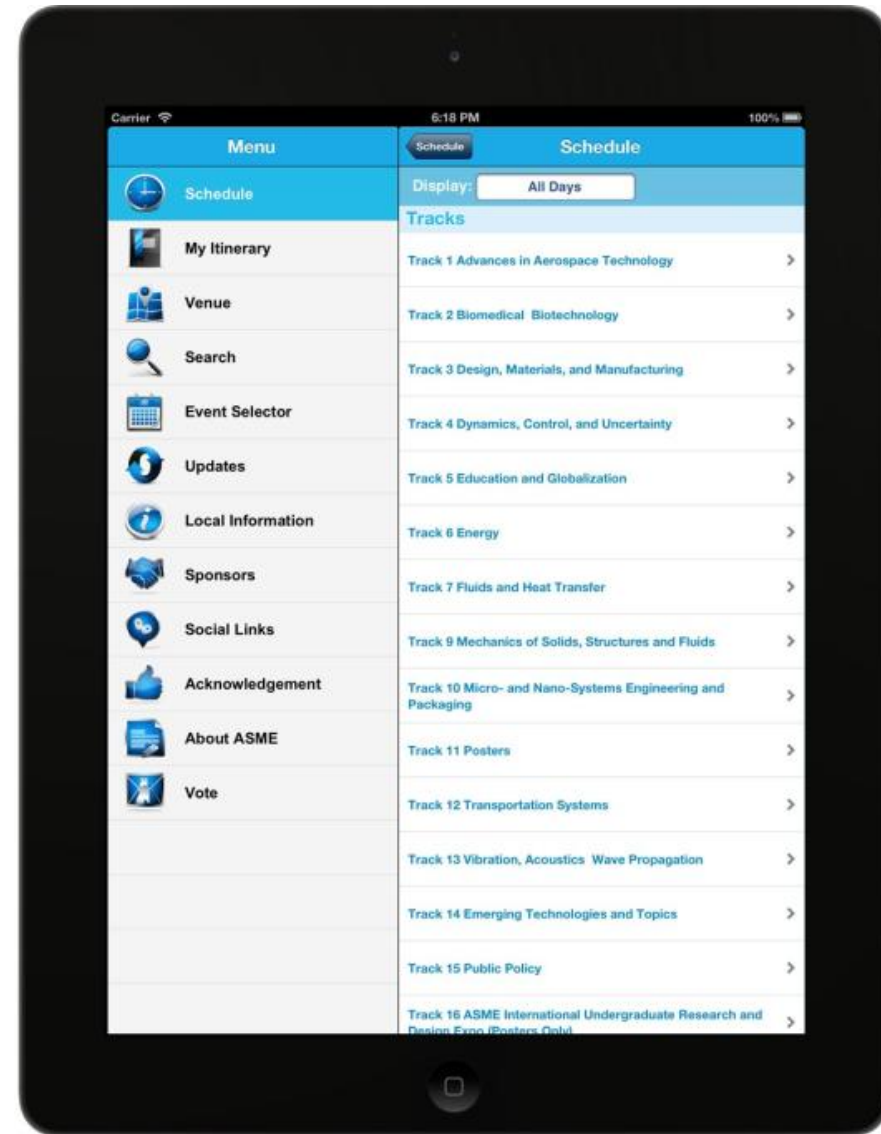 Carrier 6:18 PM 100%
Menu
Schedule
My Itinerary
Venue
Search
Event Selector
Updates
Local Information
Sponsors
Social Links
Acknowledgement
About ASME
Vote
Schedule Schedule
Display: All Days
Tracks
Track 1 Advances in Aerospace Technology
Track 2 Biomedical Biotechnology
Track 3 Design, Materials, and Manufacturing
Track 4 Dynamics, Control, and Uncertainty
Track 5 Education and Globalization
Track 6 Energy
Track 7 Fluids and Heat Transfer
Track 9 Mechanics of Solids, Structures and Fluids
Track 10 Micro- and Nano-Systems Engineering and
Packaging
Track 11 Posters
Track 12 Transportation Systems
Track 13 Vibration, Acoustics Wave Propagation
Track 14 Emerging Technologies and Topics
Track 15 Public Policy
Track 16 ASME International Undergraduate Research and
Design Expo (Posters Only)